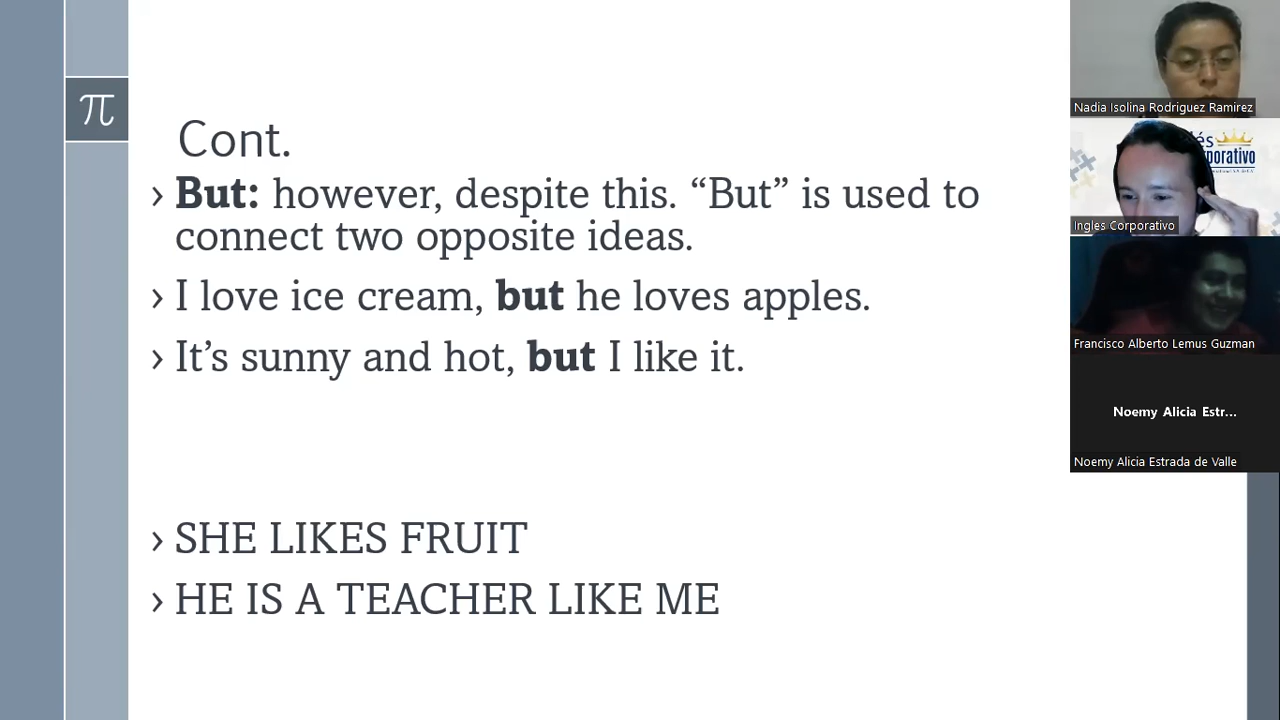 π
Cont.
› But: however, despite this. “But” is used to
connect two opposite ideas.
› I love ice cream, but he loves apples.
› It’s sunny and hot, but I like it.
› SHE LIKES FRUIT
› HE IS A TEACHER LIKE ME
Nadia Isolina Rodriguez Ramirez
Ingles Corporativo
Francisco Alberto Lemus Guzman
Noemy Alicia Estr...
Noemy Alicia Estrada de Valle